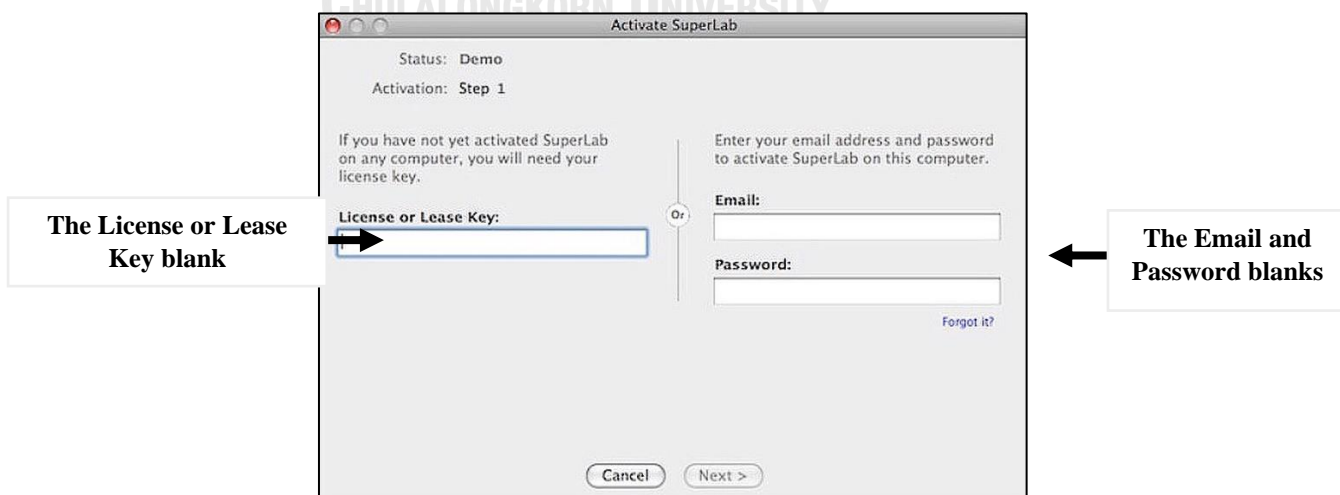 CHULALONGKORN UNIVERSITY
Activate SuperLab
Status: Demo
Activation: Step 1
If you have not yet activated SuperLab
on any computer, you will need your
license key.
License or Lease Key:
Or
Enter your email address and password
to activate SuperLab on this computer.
Email:
Password:
Forgot it?
Cancel
Next >
The License or Lease
Key blank
The Email and
Password blanks